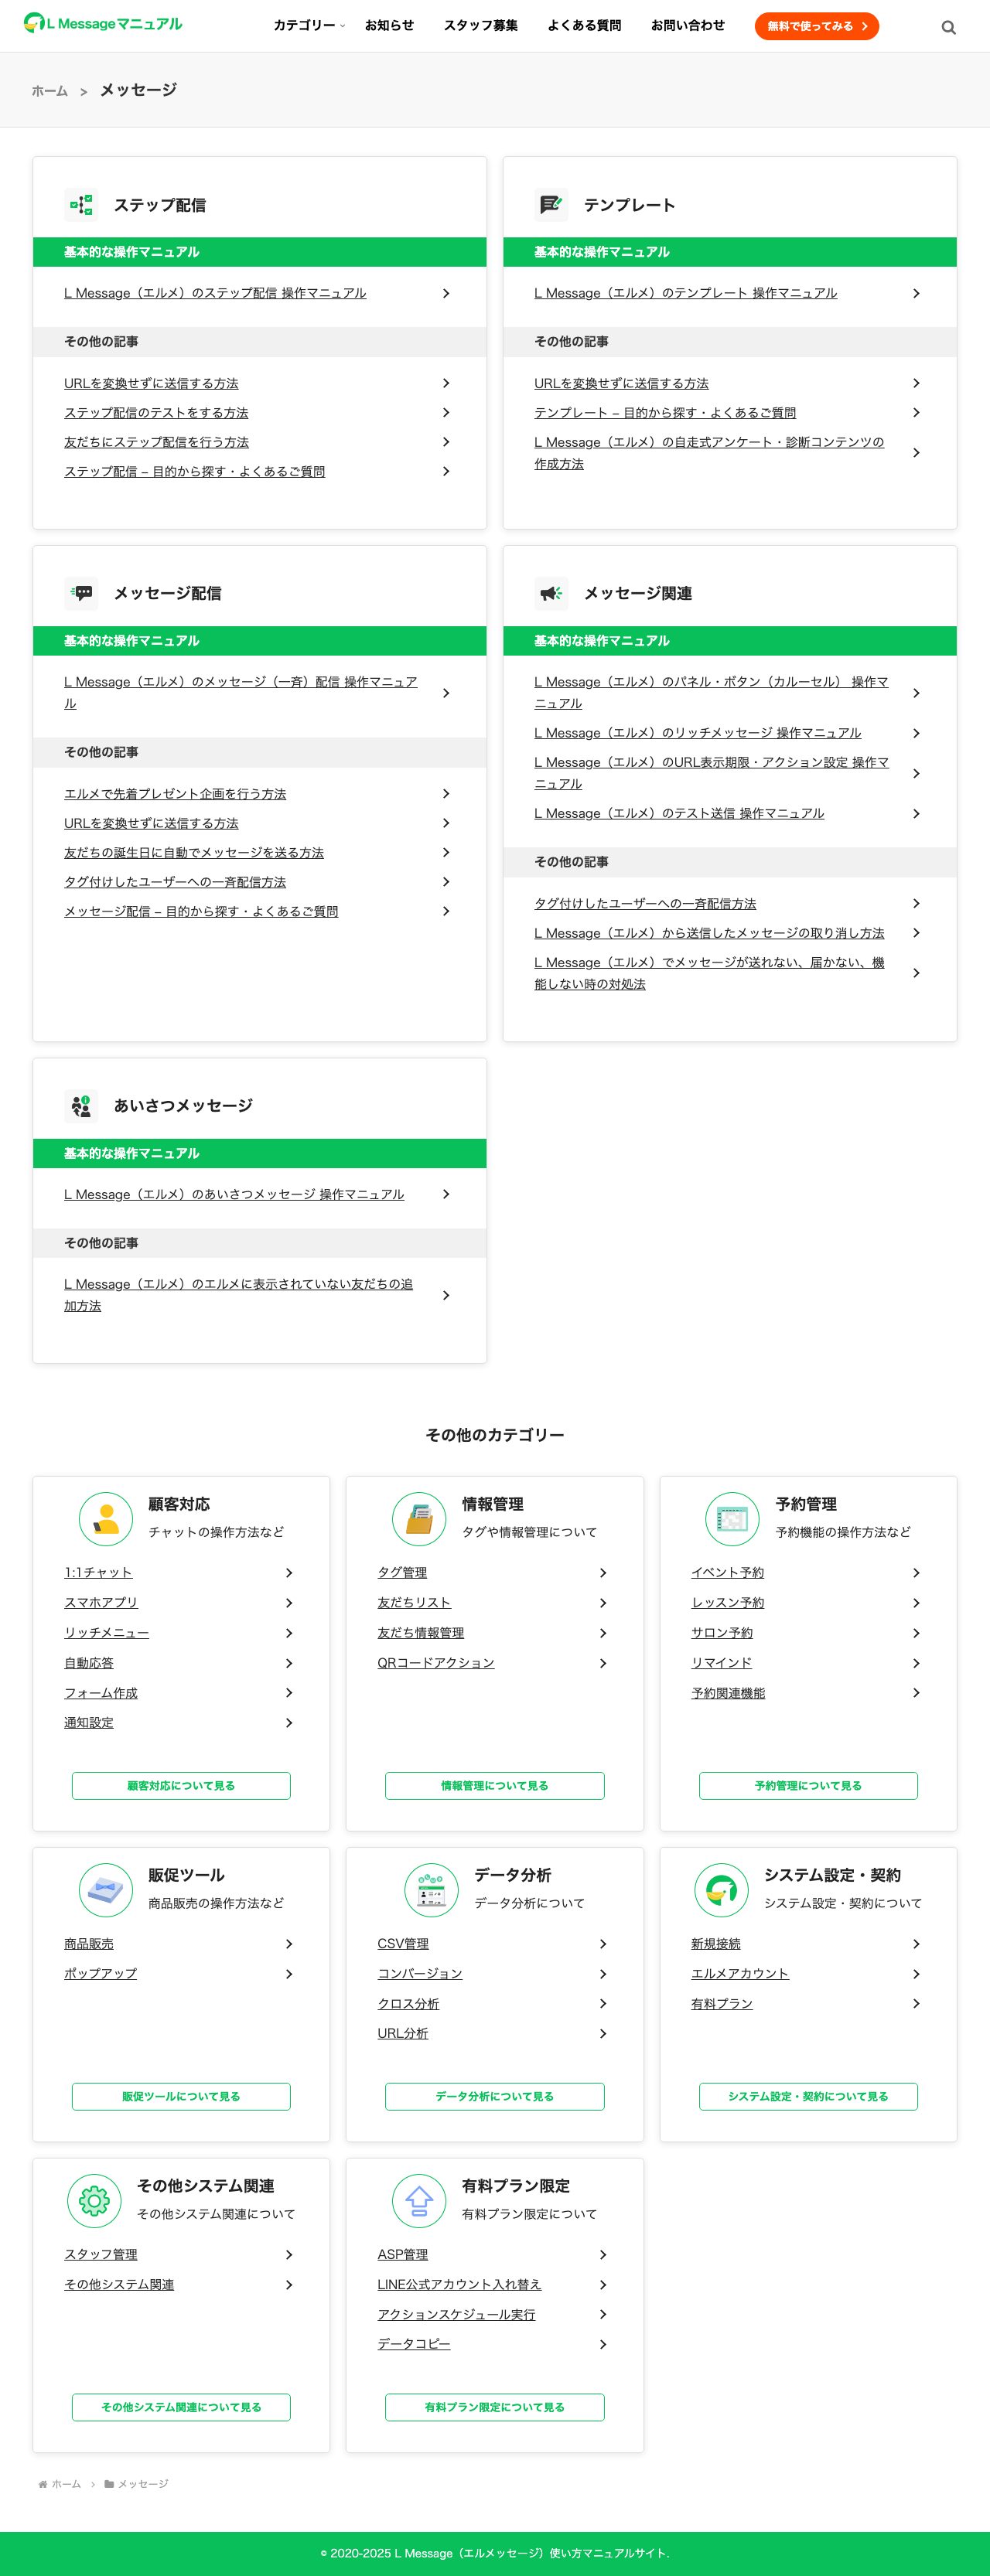 L Messageマニュアル
カテゴリー お知らせ スタッフ募集 よくある質問 お問い合わせ 無料で使ってみる
ホーム > メッセージ
ステップ配信
基本的な操作マニュアル
L Message（エルメ）のステップ配信 操作マニュアル
その他の記事
URLを変換せずに送信する方法
ステップ配信のテストをする方法
友だちにステップ配信を行う方法
ステップ配信 – 目的から探す・よくあるご質問
テンプレート
基本的な操作マニュアル
L Message（エルメ）のテンプレート 操作マニュアル
その他の記事
URLを変換せずに送信する方法
テンプレート – 目的から探す・よくあるご質問
L Message（エルメ）の自走式アンケート・診断コンテンツの
作成方法
メッセージ配信
基本的な操作マニュアル
L Message（エルメ）のメッセージ（一斉）配信 操作マニュア
ル
その他の記事
エルメで先着プレゼント企画を行う方法
URLを変換せずに送信する方法
友だちの誕生日に自動でメッセージを送る方法
タグ付けしたユーザーへの一斉配信方法
メッセージ配信 – 目的から探す・よくあるご質問
メッセージ関連
基本的な操作マニュアル
L Message（エルメ）のパネル・ボタン（カルーセル） 操作マ
ニュアル
L Message（エルメ）のリッチメッセージ 操作マニュアル
L Message（エルメ）のURL表示期限・アクション設定 操作マ
ニュアル
L Message（エルメ）のテスト送信 操作マニュアル
その他の記事
タグ付けしたユーザーへの一斉配信方法
L Message（エルメ）から送信したメッセージの取り消し方法
L Message（エルメ）でメッセージが送れない、届かない、機
能しない時の対処法
あいさつメッセージ
基本的な操作マニュアル
L Message（エルメ）のあいさつメッセージ 操作マニュアル
その他の記事
L Message（エルメ）のエルメに表示されていない友だちの追
加方法
その他のカテゴリー
顧客対応
チャットの操作方法など
1:1チャット
スマホアプリ
リッチメニュー
自動応答
フォーム作成
通知設定
顧客対応について見る
情報管理
タグや情報管理について
タグ管理
友だちリスト
友だち情報管理
QRコードアクション
情報管理について見る
予約管理
予約機能の操作方法など
イベント予約
レッスン予約
サロン予約
リマインド
予約関連機能
予約管理について見る
販促ツール
商品販売の操作方法など
商品販売
ポップアップ
販促ツールについて見る
データ分析
データ分析について
CSV管理
コンバージョン
クロス分析
URL分析
データ分析について見る
システム設定・契約
システム設定・契約について
新規接続
エルメアカウント
有料プラン
システム設定・契約について見る
その他システム関連
その他システム関連について
スタッフ管理
その他システム関連
その他システム関連について見る
有料プラン限定
有料プラン限定について
ASP管理
LINE公式アカウント入れ替え
アクションスケジュール実行
データコピー
有料プラン限定について見る
ホーム > メッセージ
© 2020-2025 L Message（エルメッセージ）使い方マニュアルサイト.